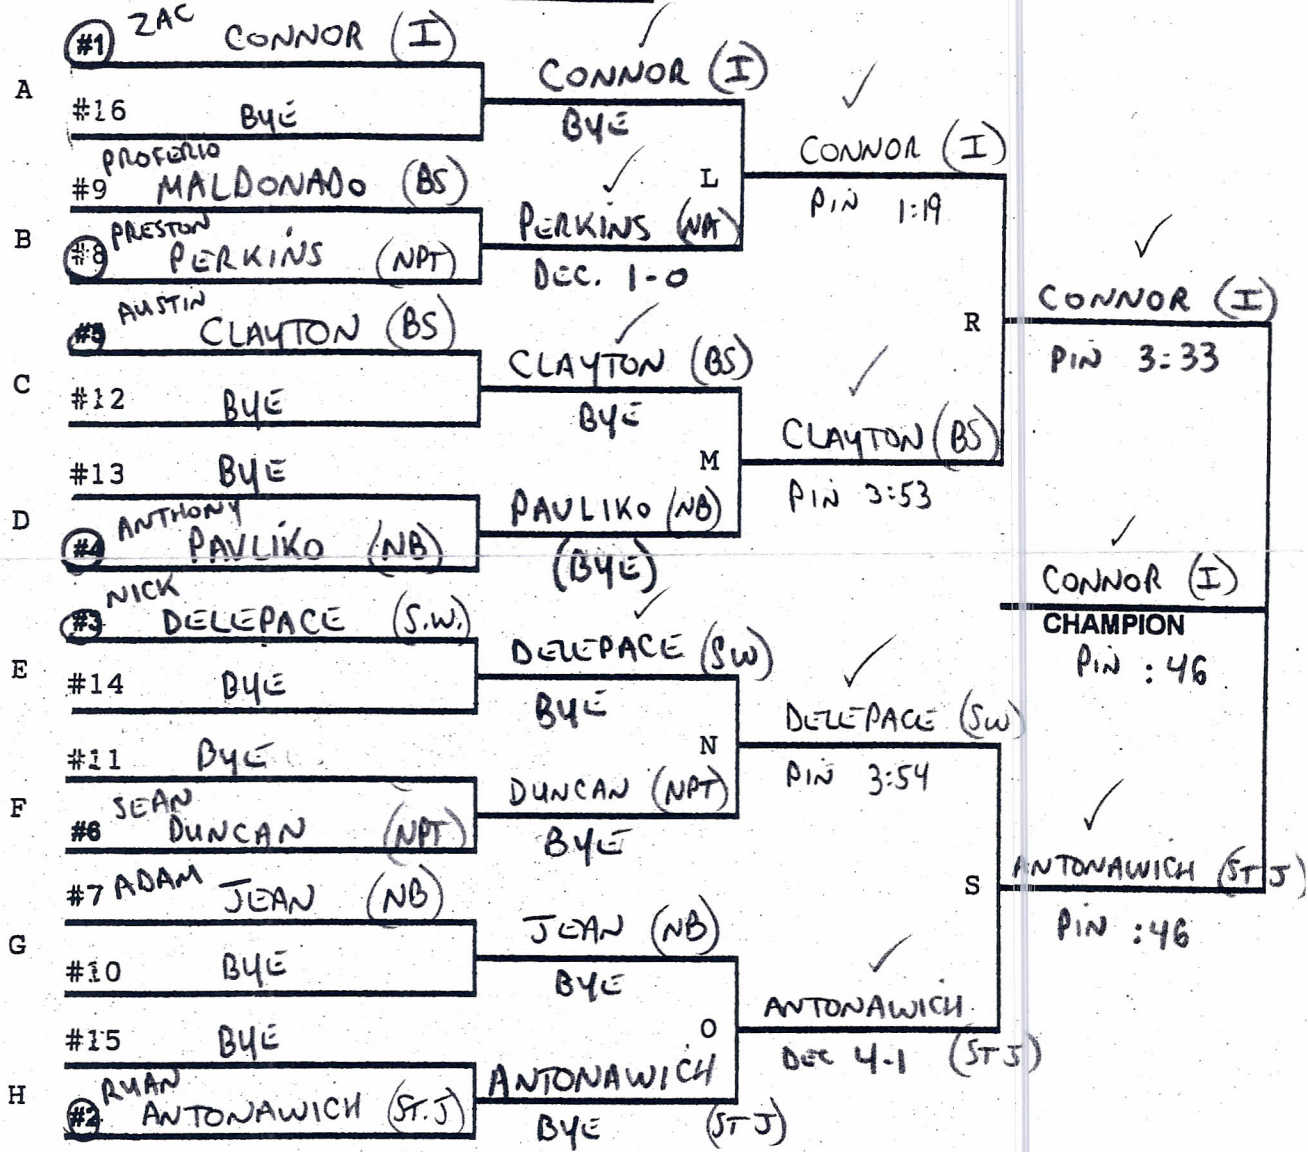 #1 ZAC CONNOR (I)
A
#16 BYE
#9 PROFERIO MALDONADO (BS)
B
#8 PRESTON PERKINS (NPT)
#5 AUSTIN CLAYTON (BS)
C
#12 BYE
#13 BYE
D
#4 ANTHONY PAVLIKO (NB)
#3 NICK DELEPACE (S.W.)
E
#14 BYE
#11 BYE
F
#6 SEAN DUNCAN (NPT)
#7 ADAM JEAN (NB)
G
#10 BYE
#15 BYE
H
#2 RYAN ANTONAWICH (ST.J)
CONNOR (I)
BYE
L
PERKINS (NA)
DEC. 1-0
CLAYTON (BS)
BYE
M
PAVLIKO (NB)
(BYE)
DELEPACE (SW)
BYE
N
DUNCAN (NPT)
BYE
JEAN (NB)
BYE
O
ANTONAWICH
BYE (ST J)
CONNOR (I)
PIN 1:19
R
CLAYTON (BS)
PIN 3:53
DELEPACE (SW)
PIN 3:54
S
ANTONAWICH
DEC 4-1 (ST J)
CONNOR (I)
PIN 3:33
CONNOR (I)
CHAMPION
PIN :46
ANTONAWICH (ST J)
PIN :46